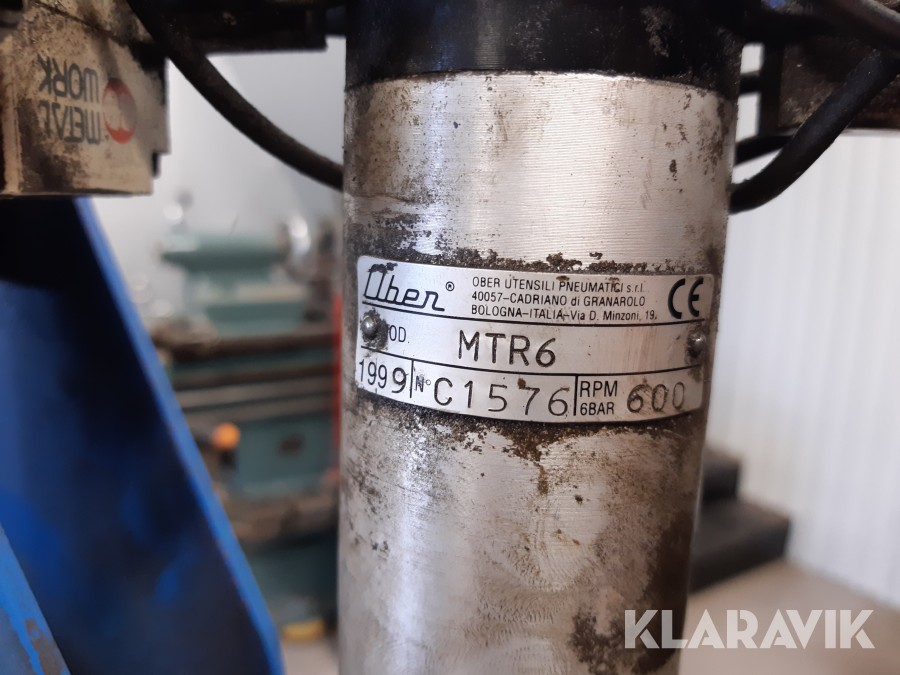 METAL
WORK
Ober®
OBER UTENSILI PNEUMATICI s.r.l.
40057-CADRIANO di GRANAROLO
BOLOGNA-ITALIA-Via D. Minzoni, 19.
CE
OD. MTR6
1999 N° C1576 RPM 6BAR 600
KLARAVIK